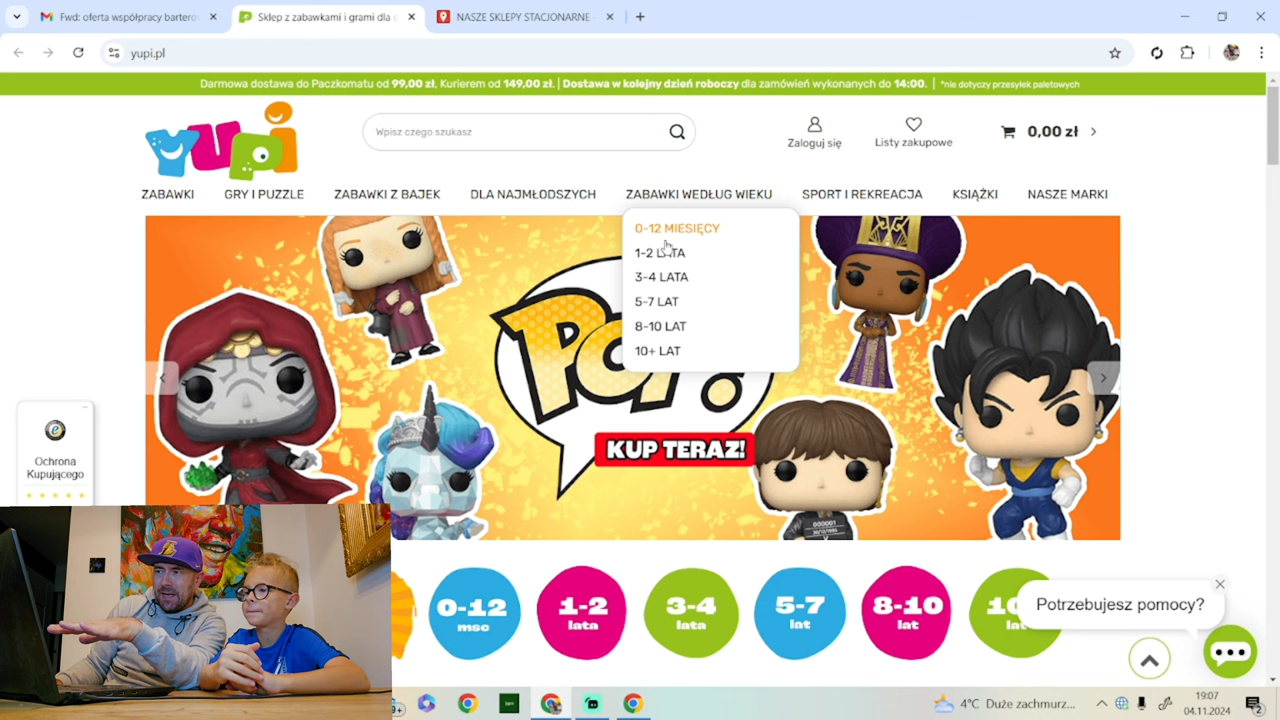 Fwd: oferta współpracy bartero
Sklep z zabawkami i grami dla
NASZE SKLEPY STACJONARNE -
yupi.pl
Darmowa dostawa do Paczkomatu od 99,00 zł. Kurierem od 149,00 zł. | Dostawa w kolejny dzień roboczy dla zamówień wykonanych do 14:00. | *nie dotyczy przesyłek paletowych
yupi
Wpisz czego szukasz
Zaloguj się
Listy zakupowe
0,00 zł
ZABAWKI GRY I PUZZLE ZABAWKI Z BAJEK DLA NAJMŁODSZYCH ZABAWKI WEDŁUG WIEKU SPORT I REKREACJA KSIĄŻKI NASZE MARKI
0-12 MIESIĘCY
1-2 LATA
3-4 LATA
5-7 LAT
8-10 LAT
10+ LAT
KUP TERAZ!
000001
Ochrona
Kupującego
0-12
msc
1-2
lata
3-4
lata
5-7
lat
8-10
lat
Potrzebujesz pomocy?
4°C Duże zachmurz...
19:07
04.11.2024
2